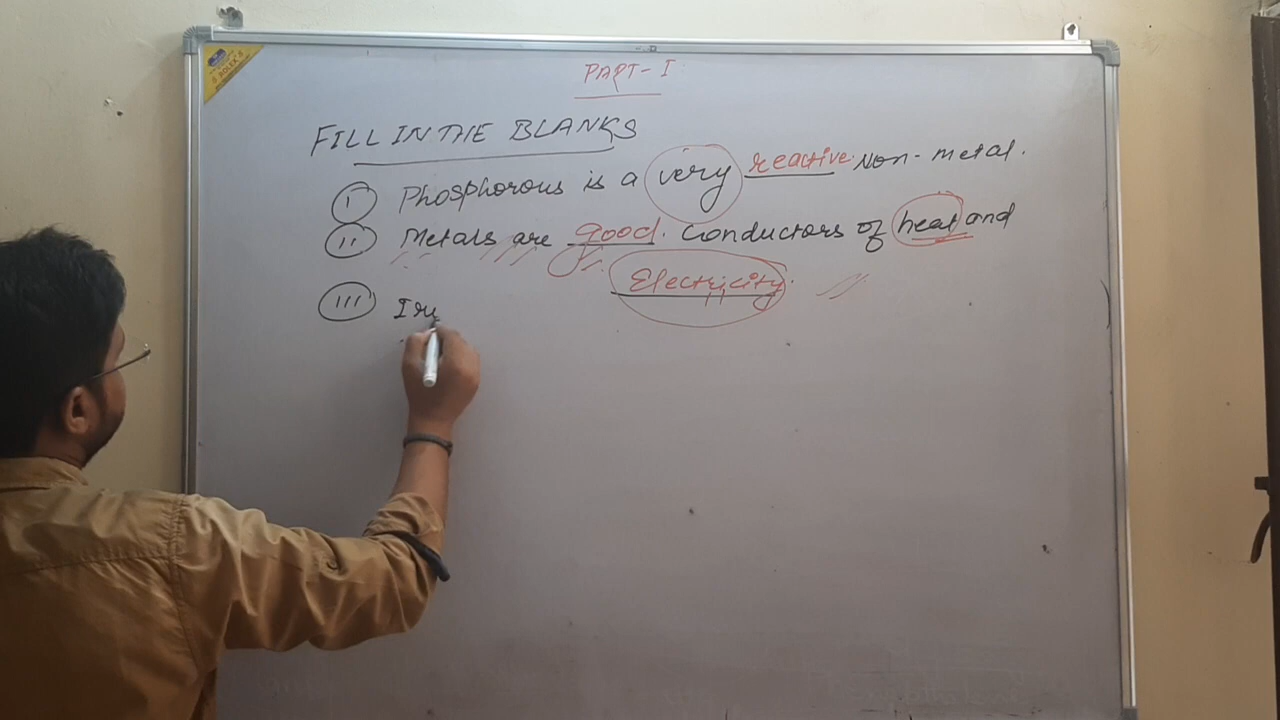 POLEX'S
PART-I
FILL IN THE BLANKS
I Phosphorous is a very reactive. Non-metal.
II Metals are good. Conductors of heat and
Electricity.
III Ir